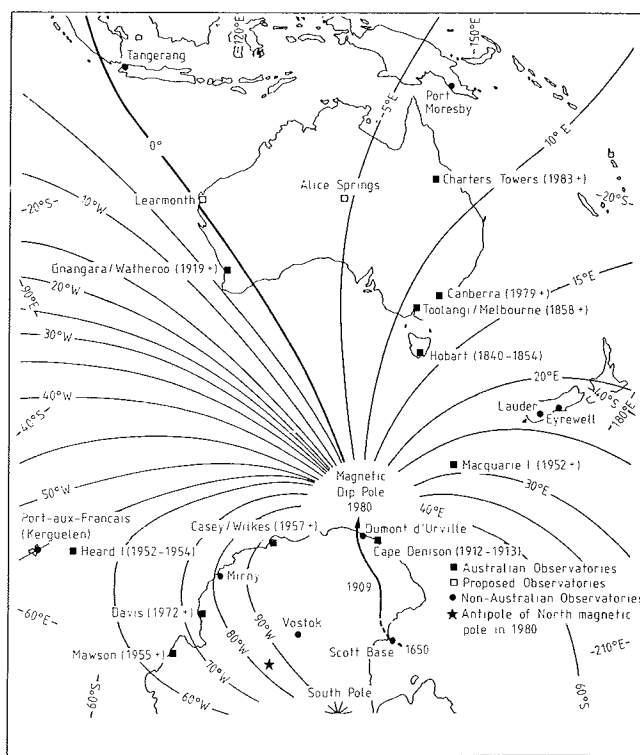 120°E
150°E
Tangerang
Port
Moresby
-5°E
10° E
0°
Charters Towers (1983 +)
Alice Springs
Learmonth
-20°S-
-20°S-
10°W
Gnangara/Watheroo (1919 +)
15°E
20°W
-90°E
Canberra (1979 +)
Toolangi/Melbourne (1858 +)
30°W
Hobart (1840-1854)
20°E
40°W
-40°S
-40°S-
Lauder
Eyrewell
-180°E
Magnetic
Dip Pole
1980
Macquarie I (1952 +)
30°E
50°W
40°E
Port-aux-Francais
(Kerguelen)
Casey/Wilkes (1957 +)
Dumont d'Urville
Cape Denison (1912-1913)
Heard I (1952-1954)
Mirny
1909
■ Australian Observatories
□ Proposed Observatories
● Non-Australian Observatories
★ Antipole of North magnetic
pole in 1980
-60°E
Davis (1972 +)
90°W
80°W
Vostok
Scott Base
1650
-210°E-
Mawson (1955 +)
70°W
60°W
-60°S-
South Pole
60°S